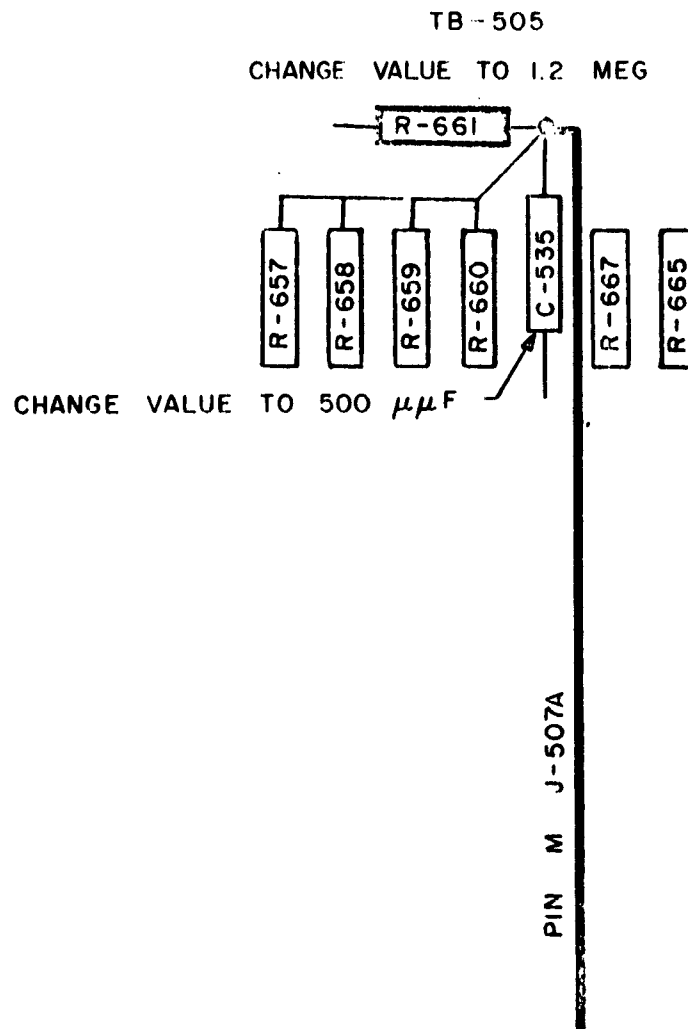 TB-505
CHANGE VALUE TO 1.2 MEG
R-661
R-657
R-658
R-659
R-660
C-535
R-667
R-665
CHANGE VALUE TO 500 μμF
PIN M J-507A